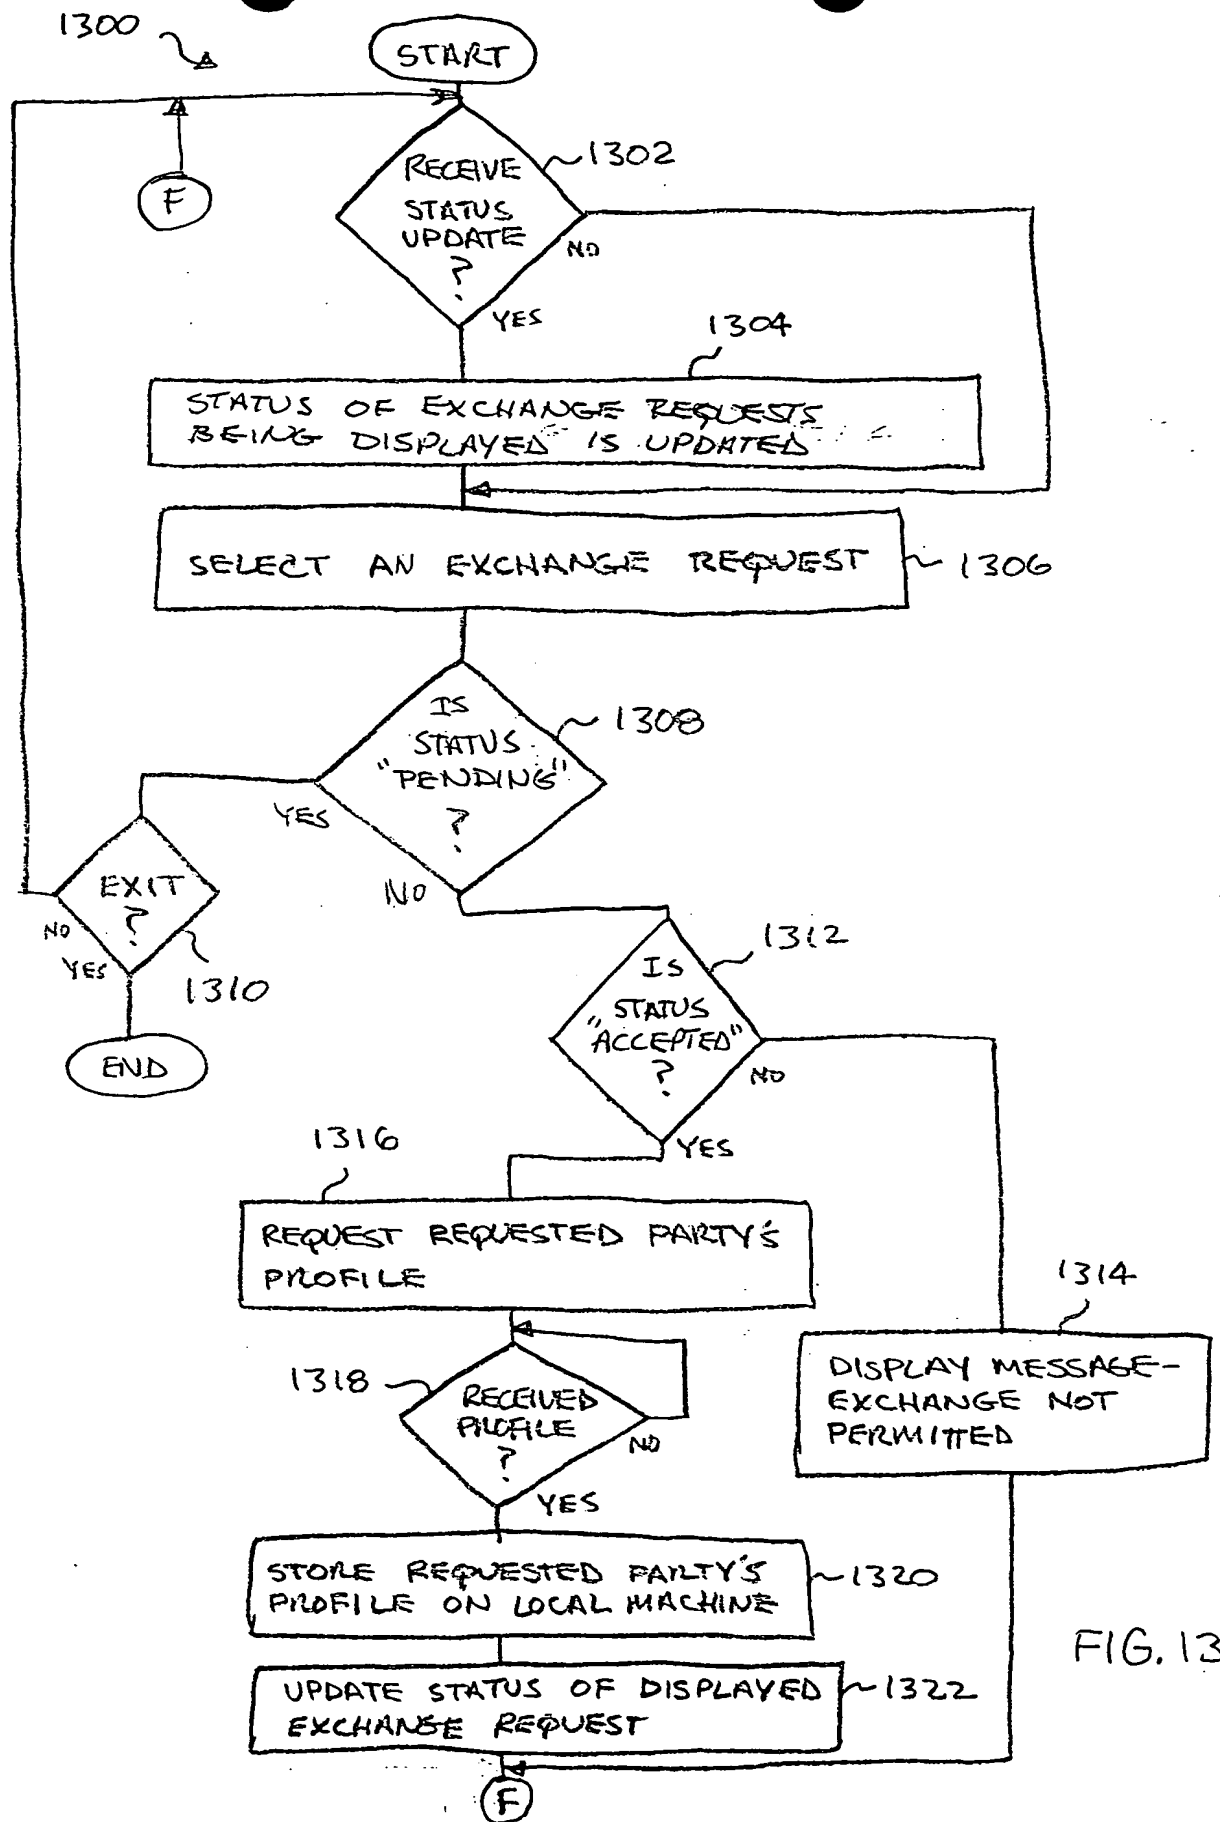 1300
START
F
RECEIVE
STATUS
UPDATE
?
1302
NO
YES
1304
STATUS OF EXCHANGE REQUESTS
BEING DISPLAYED IS UPDATED
SELECT AN EXCHANGE REQUEST
1306
IS
STATUS
"PENDING"
?
1308
YES
NO
EXIT
?
NO
YES
1310
END
1312
IS
STATUS
"ACCEPTED"
?
NO
YES
1316
REQUEST REQUESTED PARTY'S
PROFILE
1314
DISPLAY MESSAGE-
EXCHANGE NOT
PERMITTED
1318
RECEIVED
PROFILE
?
NO
YES
STORE REQUESTED PARTY'S
PROFILE ON LOCAL MACHINE
1320
FIG. 13
UPDATE STATUS OF DISPLAYED
EXCHANGE REQUEST
1322
F